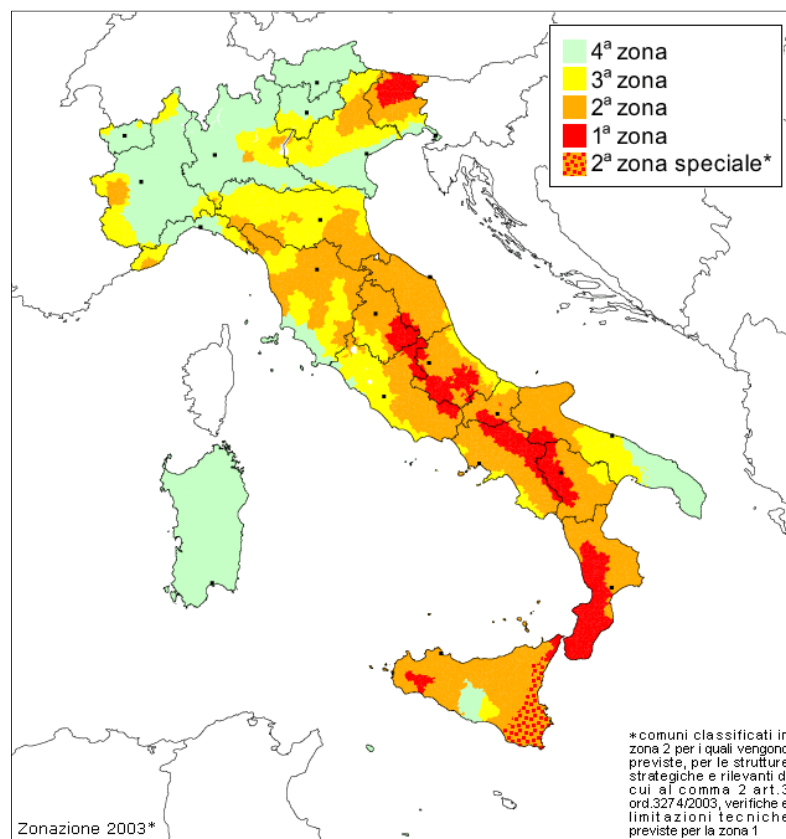 4ª zona
3ª zona
2ª zona
1ª zona
2ª zona speciale*
*comuni classificati in
zona 2 per i quali vengono
previste, per le strutture
strategiche e rilevanti di
cui al comma 2 art.3
ord.3274/2003, verifiche e
limitazioni tecniche
previste per la zona 1
Zonazione 2003*